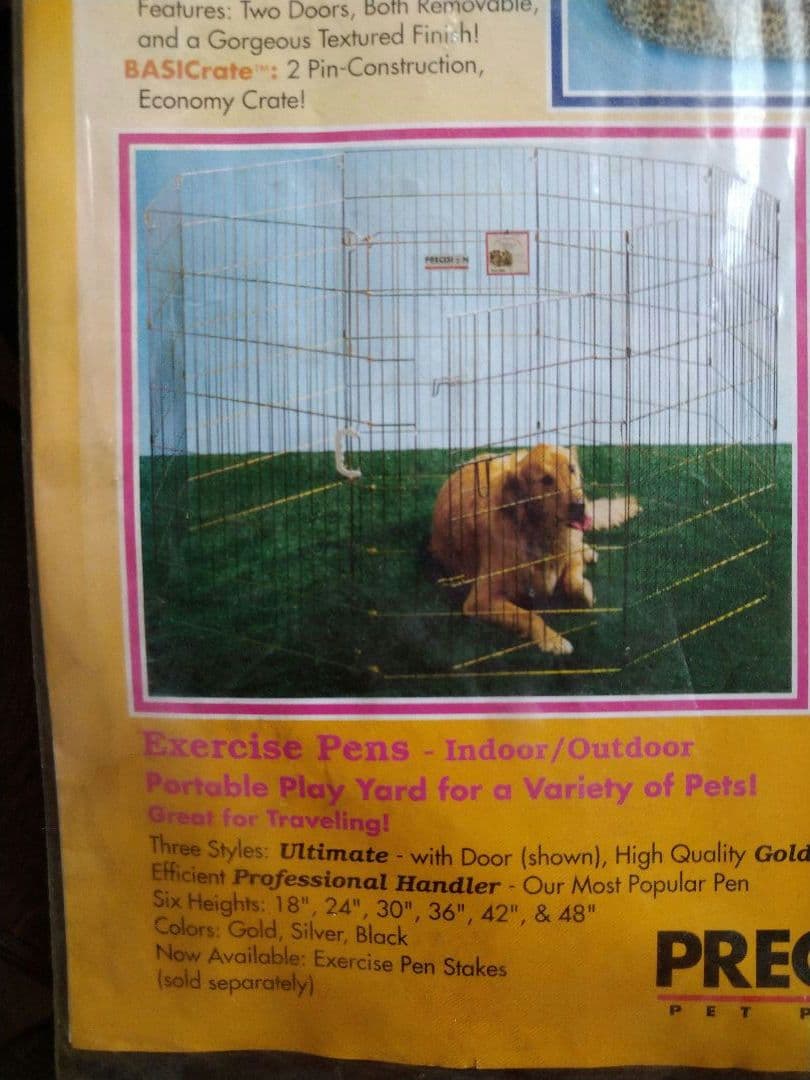 Features: Two Doors, Both Removable,
and a Gorgeous Textured Finish!
BASICrate™: 2 Pin-Construction,
Economy Crate!
PRECISION
Exercise Pens - Indoor/Outdoor
Portable Play Yard for a Variety of Pets!
Great for Traveling!
Three Styles: Ultimate - with Door (shown), High Quality Gold
Efficient Professional Handler - Our Most Popular Pen
Six Heights: 18", 24", 30", 36", 42", & 48"
Colors: Gold, Silver, Black
Now Available: Exercise Pen Stakes
(sold separately)
PREC
PET P